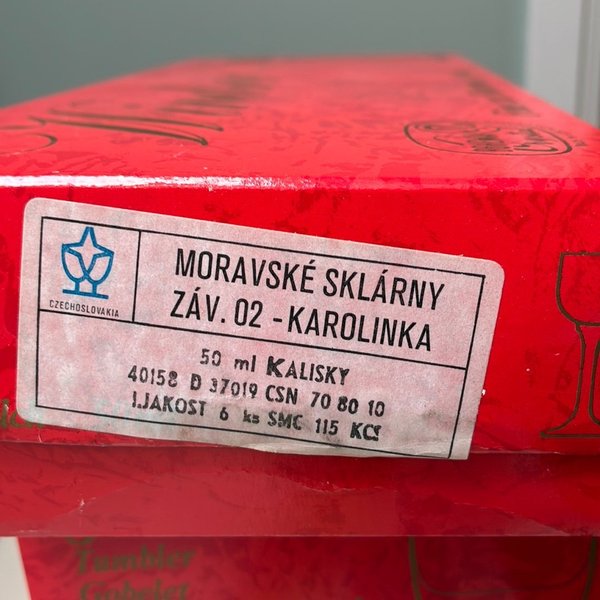 CZECHOSLOVAKIA
MORAVSKÉ SKLÁRNY
ZÁV. 02 - KAROLINKA
50 ml KALISKY
40158 D 37019 CSN 70 80 10
I.JAKOST 6 ks SMC 115 KCS
Tumbler
Goblet